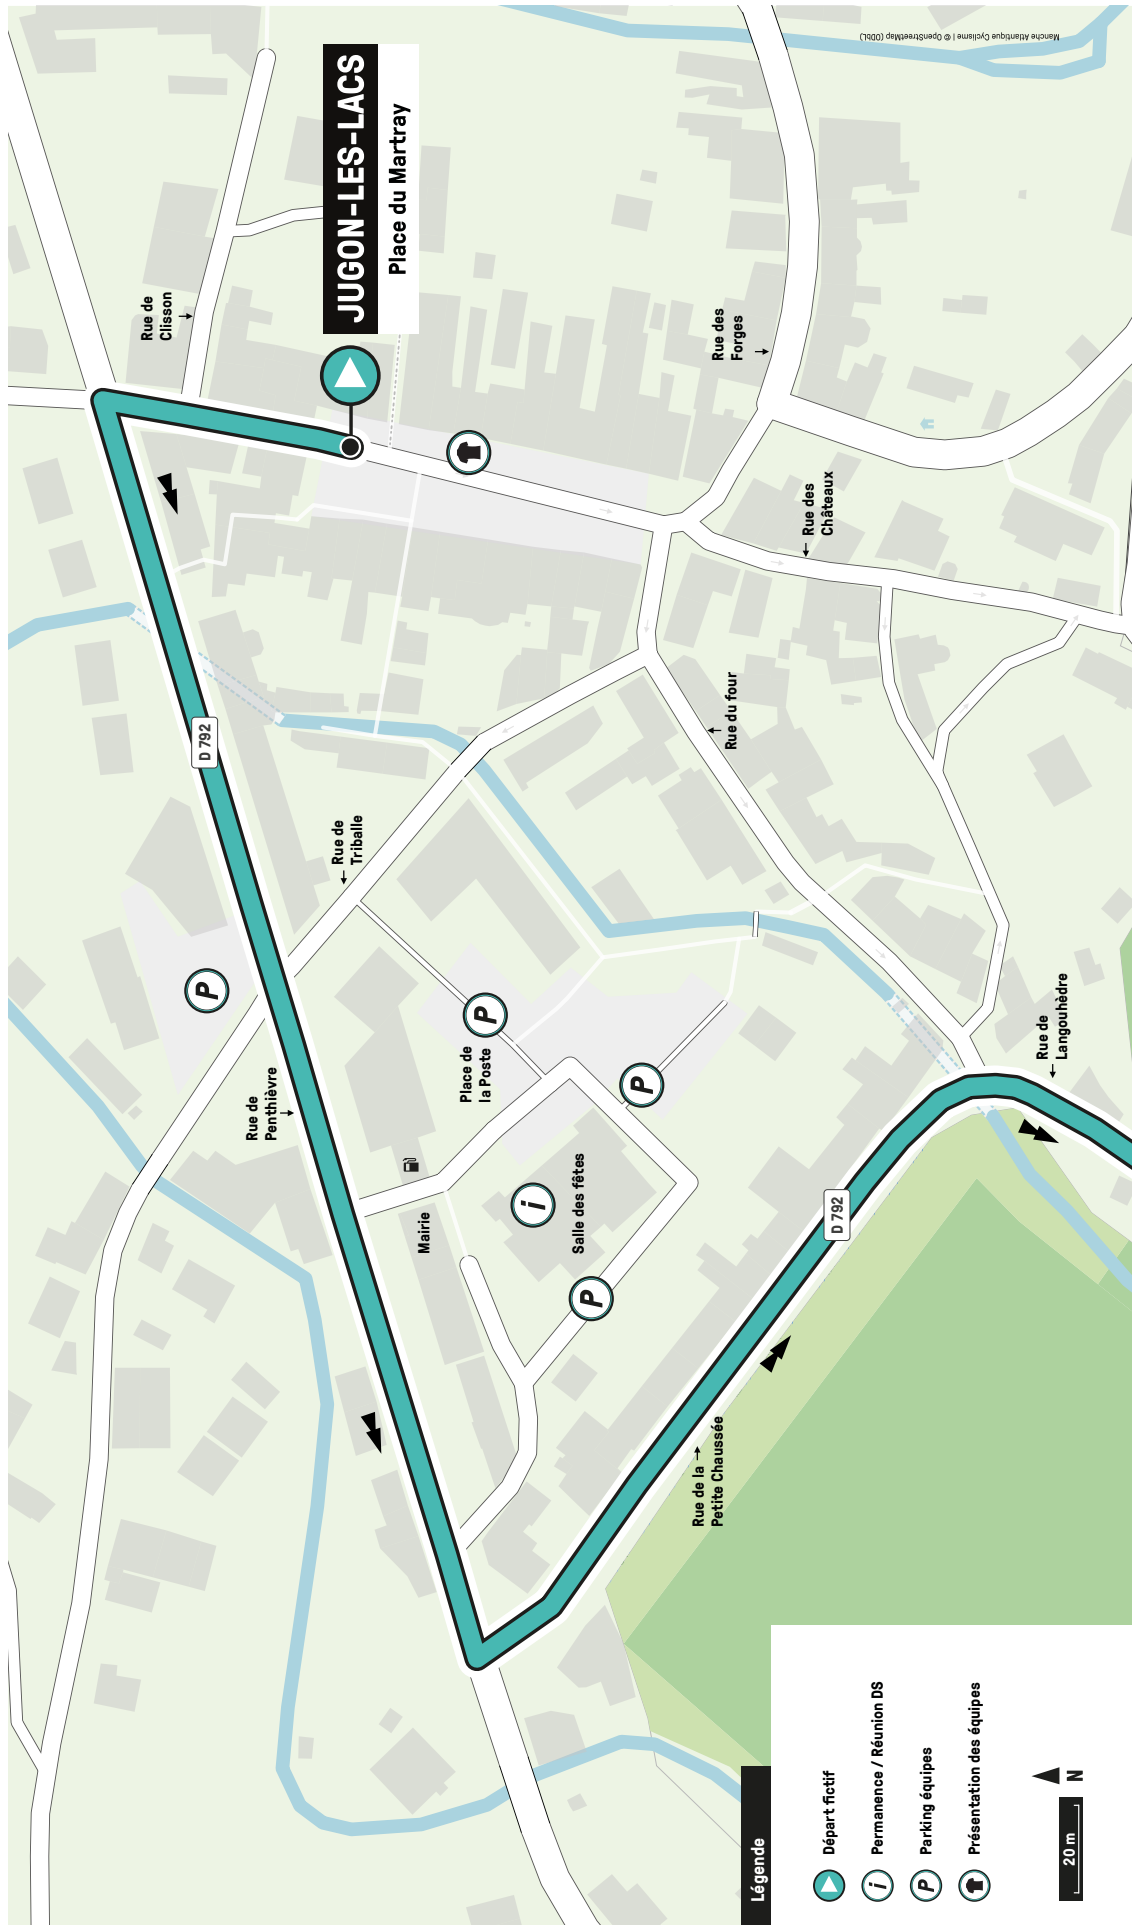 JUGON-LES-LACS
Place du Martray
Manche Atlantique Cyclisme | © OpenStreetMap (ODbL)
Rue de
Clisson
Rue des
Forges
Rue des
Châteaux
Rue du four
D 792
Rue de
Triballe
P
Rue de
Penthièvre
Place de
la Poste
P
P
Mairie
i
Salle des fêtes
P
Rue de
Langouhèdre
D 792
Rue de la
Petite Chaussée
Légende
Départ fictif
i Permanence / Réunion DS
P Parking équipes
Présentation des équipes
20 m
N